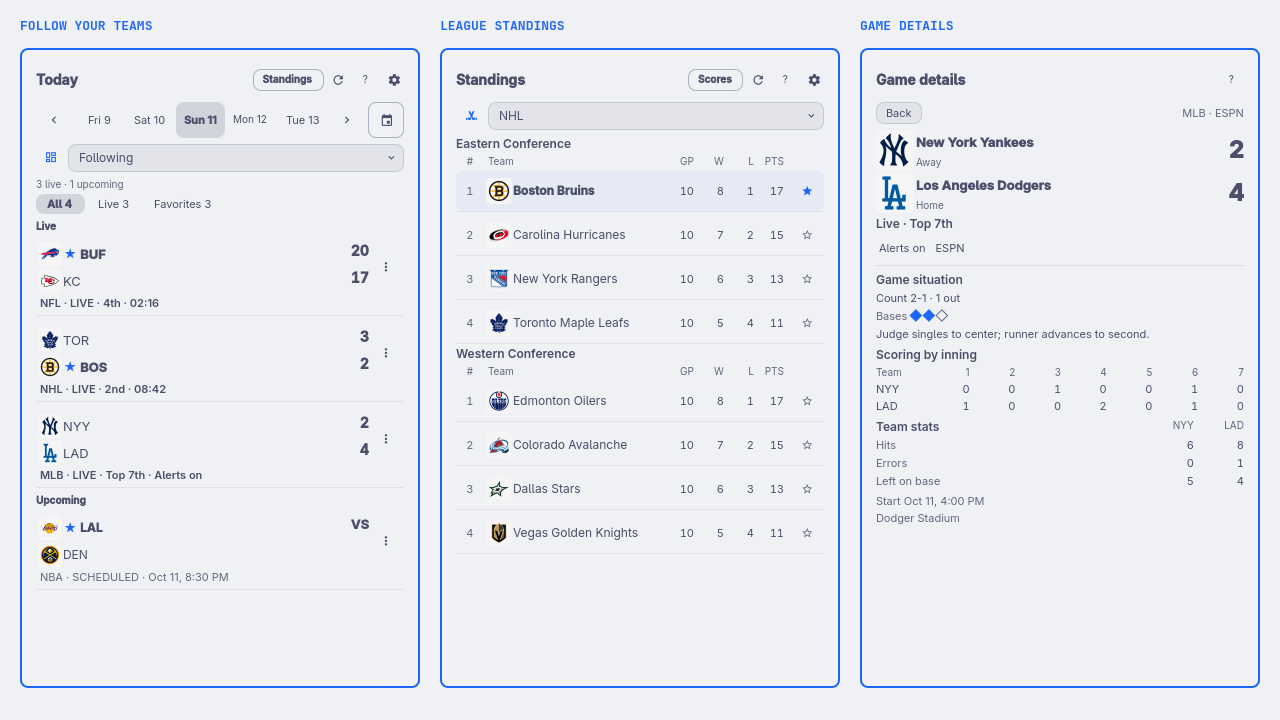 FOLLOW YOUR TEAMS
Today
Standings
?
Fri 9
Sat 10
Sun 11
Mon 12
Tue 13
Following
3 live · 1 upcoming
All 4
Live 3
Favorites 3
Live
★ BUF 20
KC 17
NFL · LIVE · 4th · 02:16
TOR 3
★ BOS 2
NHL · LIVE · 2nd · 08:42
NYY 2
LAD 4
MLB · LIVE · Top 7th · Alerts on
Upcoming
★ LAL VS
DEN
NBA · SCHEDULED · Oct 11, 8:30 PM
LEAGUE STANDINGS
Standings
Scores
?
NHL
Eastern Conference
# Team GP W L PTS
1 Boston Bruins 10 8 1 17 ★
2 Carolina Hurricanes 10 7 2 15 ☆
3 New York Rangers 10 6 3 13 ☆
4 Toronto Maple Leafs 10 5 4 11 ☆
Western Conference
# Team GP W L PTS
1 Edmonton Oilers 10 8 1 17 ☆
2 Colorado Avalanche 10 7 2 15 ☆
3 Dallas Stars 10 6 3 13 ☆
4 Vegas Golden Knights 10 5 4 11 ☆
GAME DETAILS
Game details
?
Back
MLB · ESPN
New York Yankees 2
Away
Los Angeles Dodgers 4
Home
Live · Top 7th
Alerts on ESPN
Game situation
Count 2-1 · 1 out
Bases ◆◆◇
Judge singles to center; runner advances to second.
Scoring by inning
Team 1 2 3 4 5 6 7
NYY 0 0 1 0 0 1 0
LAD 1 0 0 2 0 1 0
Team stats NYY LAD
Hits 6 8
Errors 0 1
Left on base 5 4
Start Oct 11, 4:00 PM
Dodger Stadium